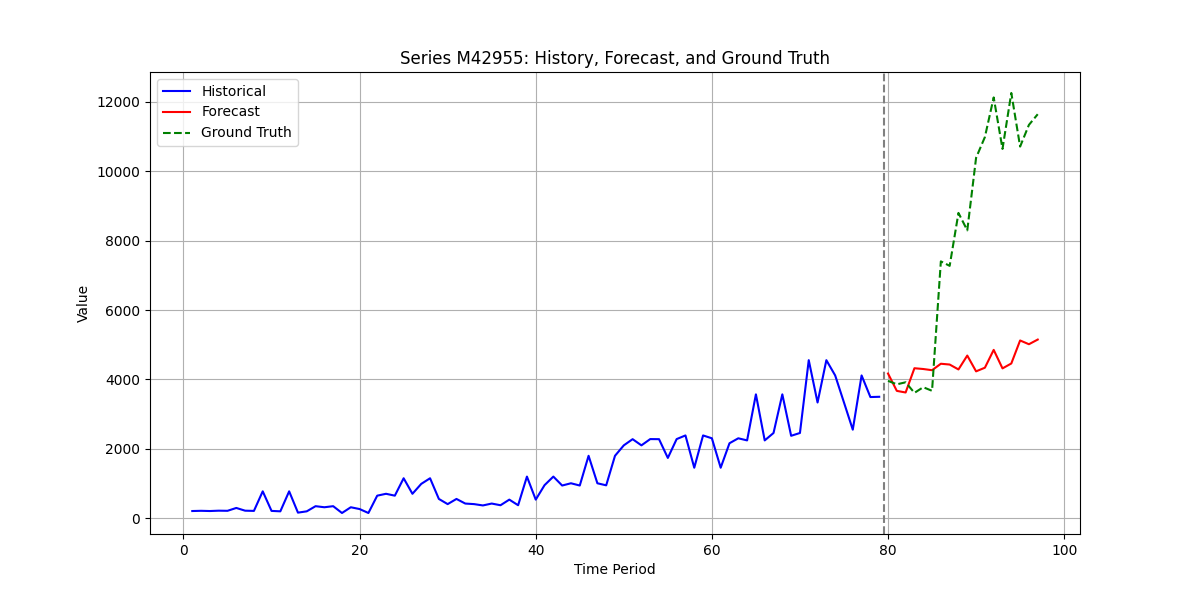 Series M42955: History, Forecast, and Ground Truth
Historical
Forecast
Ground Truth
12000
10000
8000
6000
4000
2000
0
Value
0 20 40 60 80 100
Time Period